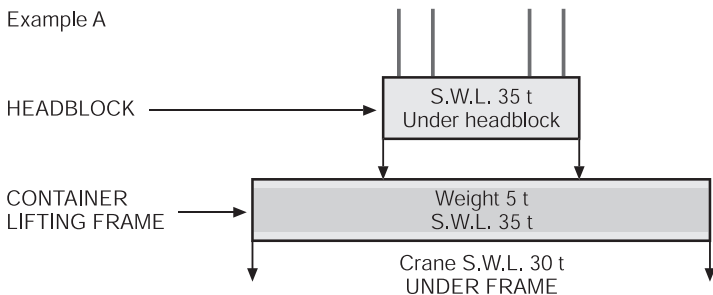 Example A
HEADBLOCK
S.W.L. 35 t
Under headblock
CONTAINER
LIFTING FRAME
Weight 5 t
S.W.L. 35 t
Crane S.W.L. 30 t
UNDER FRAME